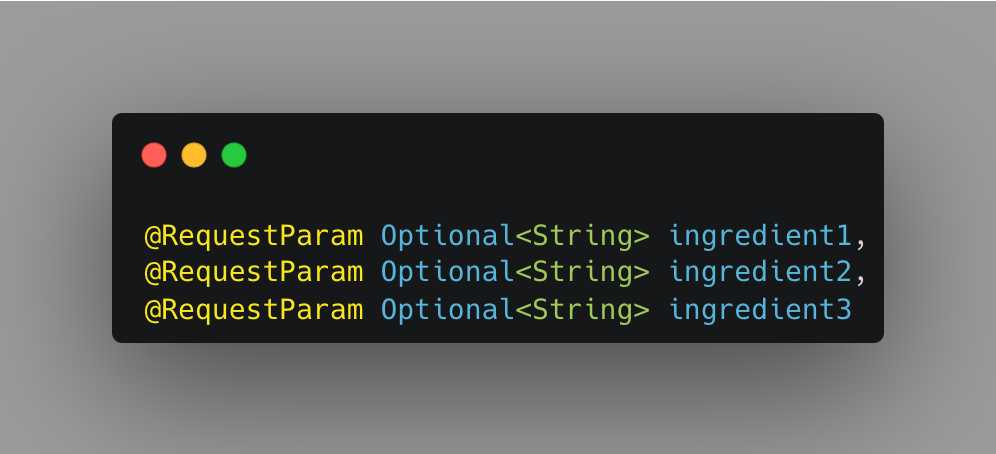 @RequestParam Optional<String> ingredient1,
@RequestParam Optional<String> ingredient2,
@RequestParam Optional<String> ingredient3